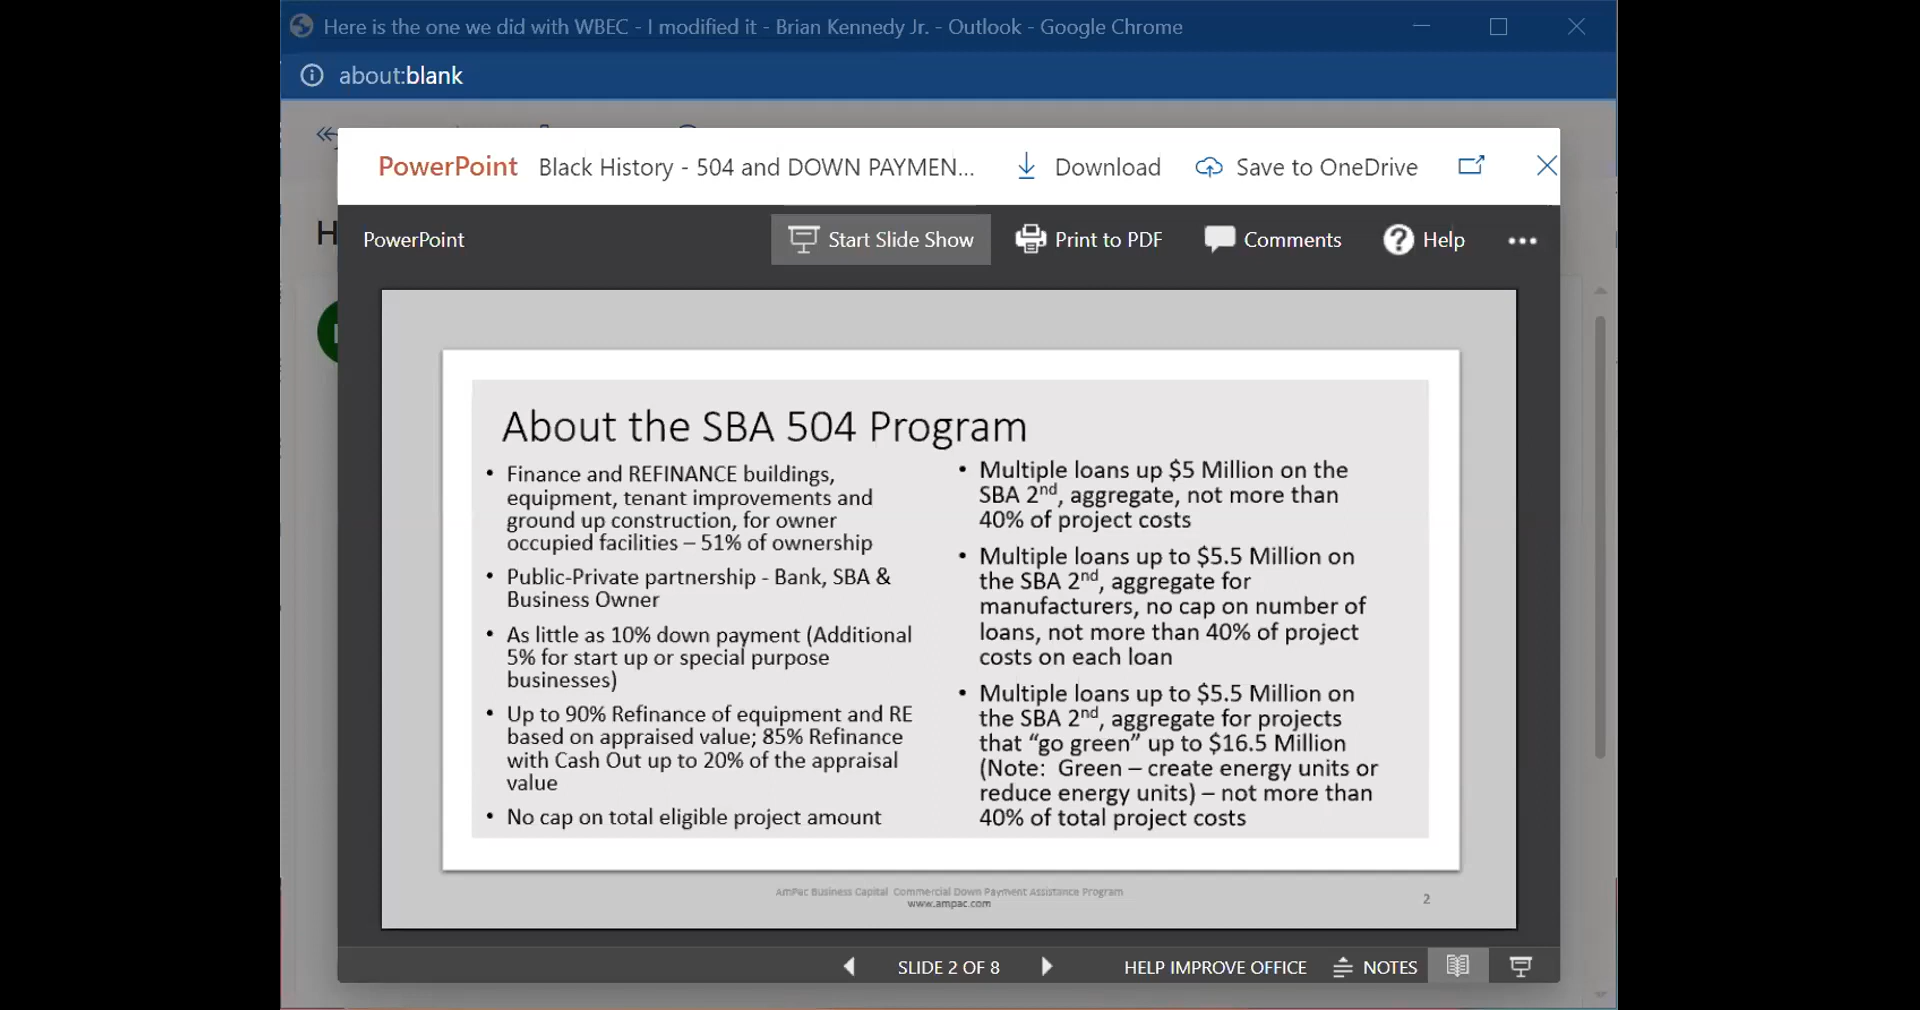 Here is the one we did with WBEC - I modified it - Brian Kennedy Jr. - Outlook - Google Chrome
about:blank
PowerPoint Black History - 504 and DOWN PAYMEN... Download Save to OneDrive
H
PowerPoint Start Slide Show Print to PDF Comments Help
About the SBA 504 Program
• Finance and REFINANCE buildings,
equipment, tenant improvements and
ground up construction, for owner
occupied facilities – 51% of ownership
• Public-Private partnership - Bank, SBA &
Business Owner
• As little as 10% down payment (Additional
5% for start up or special purpose
businesses)
• Up to 90% Refinance of equipment and RE
based on appraised value; 85% Refinance
with Cash Out up to 20% of the appraisal
value
• No cap on total eligible project amount
• Multiple loans up $5 Million on the
SBA 2nd, aggregate, not more than
40% of project costs
• Multiple loans up to $5.5 Million on
the SBA 2nd, aggregate for
manufacturers, no cap on number of
loans, not more than 40% of project
costs on each loan
• Multiple loans up to $5.5 Million on
the SBA 2nd, aggregate for projects
that “go green” up to $16.5 Million
(Note: Green – create energy units or
reduce energy units) – not more than
40% of total project costs
AmPac Business Capital Commercial Down Payment Assistance Program
www.ampac.com
2
SLIDE 2 OF 8 HELP IMPROVE OFFICE NOTES